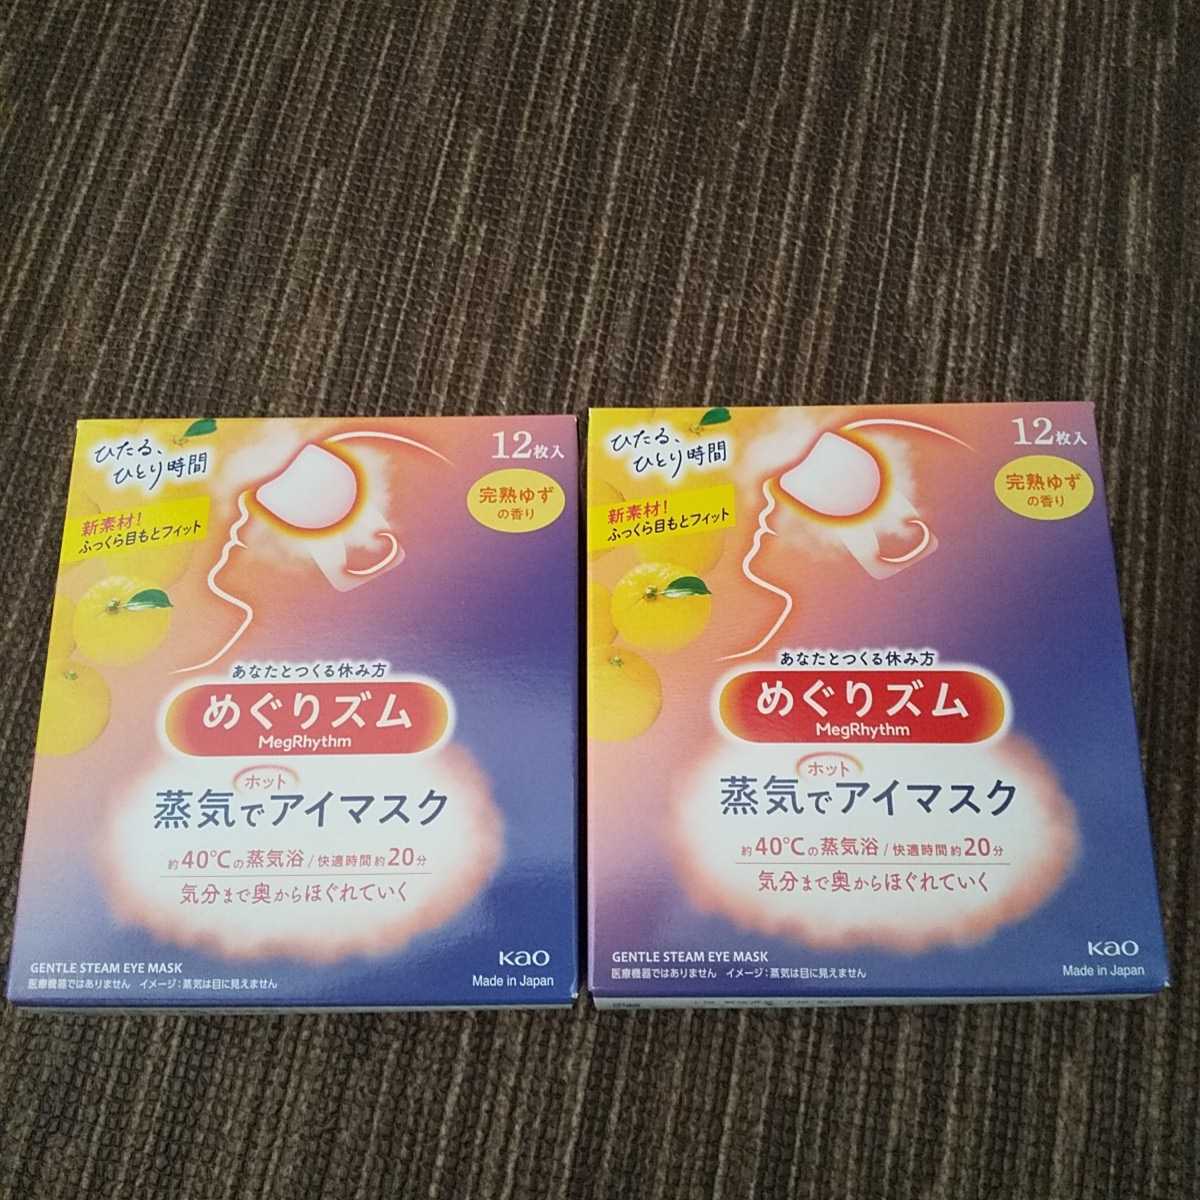 ひたる、
ひとり時間
12枚入
完熟ゆず
の香り
新素材!
ふっくら目もとフィット
あなたとつくる休み方
めぐりズム
MegRhythm
ホット
蒸気でアイマスク
約40℃の蒸気浴/快適時間約20分
気分まで奥からほぐれていく
GENTLE STEAM EYE MASK
医療機器ではありません イメージ:蒸気は目に見えません
Kao
Made in Japan
ひたる、
ひとり時間
12枚入
完熟ゆず
の香り
新素材!
ふっくら目もとフィット
あなたとつくる休み方
めぐりズム
MegRhythm
ホット
蒸気でアイマスク
約40℃の蒸気浴/快適時間約20分
気分まで奥からほぐれていく
GENTLE STEAM EYE MASK
医療機器ではありません イメージ:蒸気は目に見えません
Kao
Made in Japan